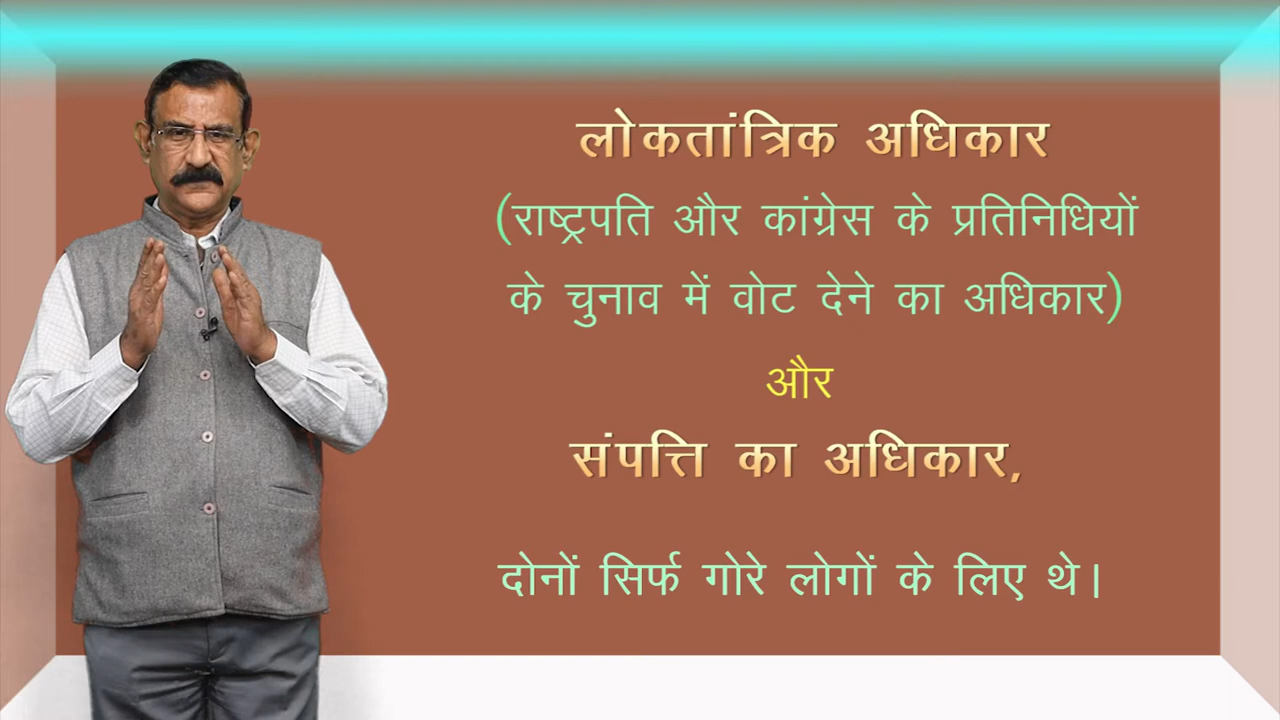 लोकतांत्रिक अधिकार
(राष्ट्रपति और कांग्रेस के प्रतिनिधियों
के चुनाव में वोट देने का अधिकार)
और
संपत्ति का अधिकार,
दोनों सिर्फ गोरे लोगों के लिए थे।